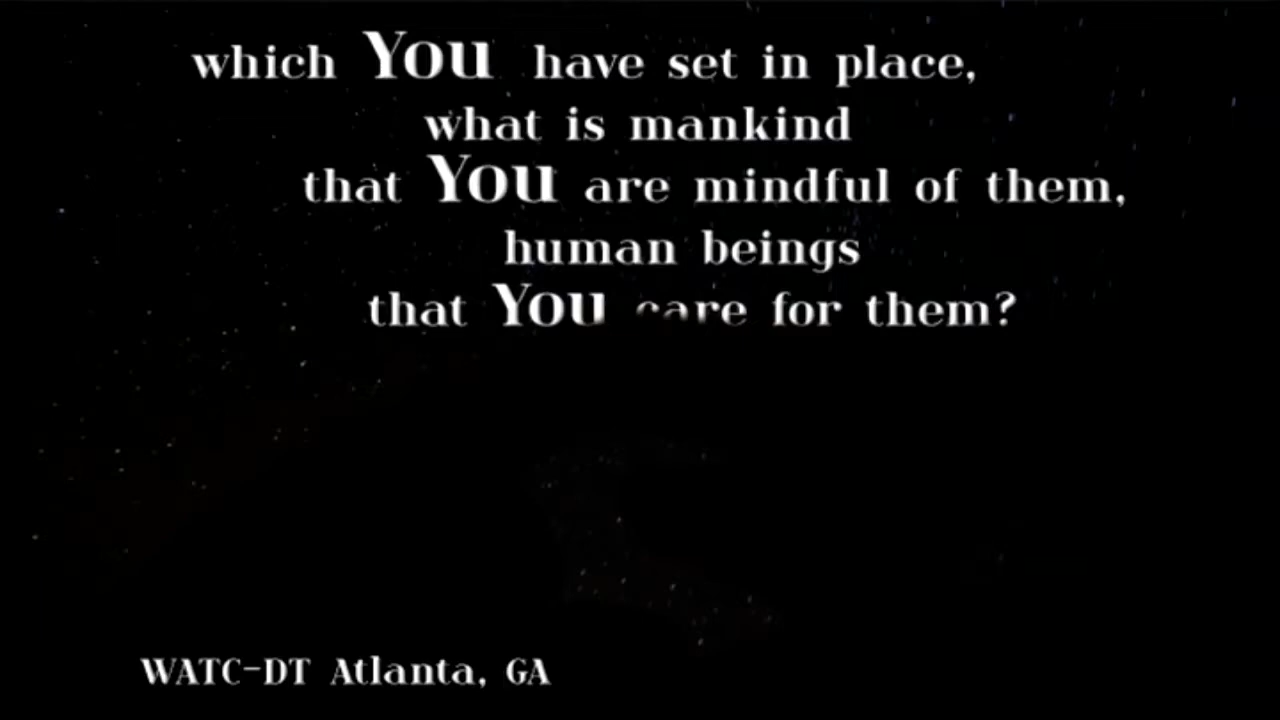 which You have set in place,
what is mankind
that You are mindful of them,
human beings
that You care for them?
WATC-DT Atlanta, GA